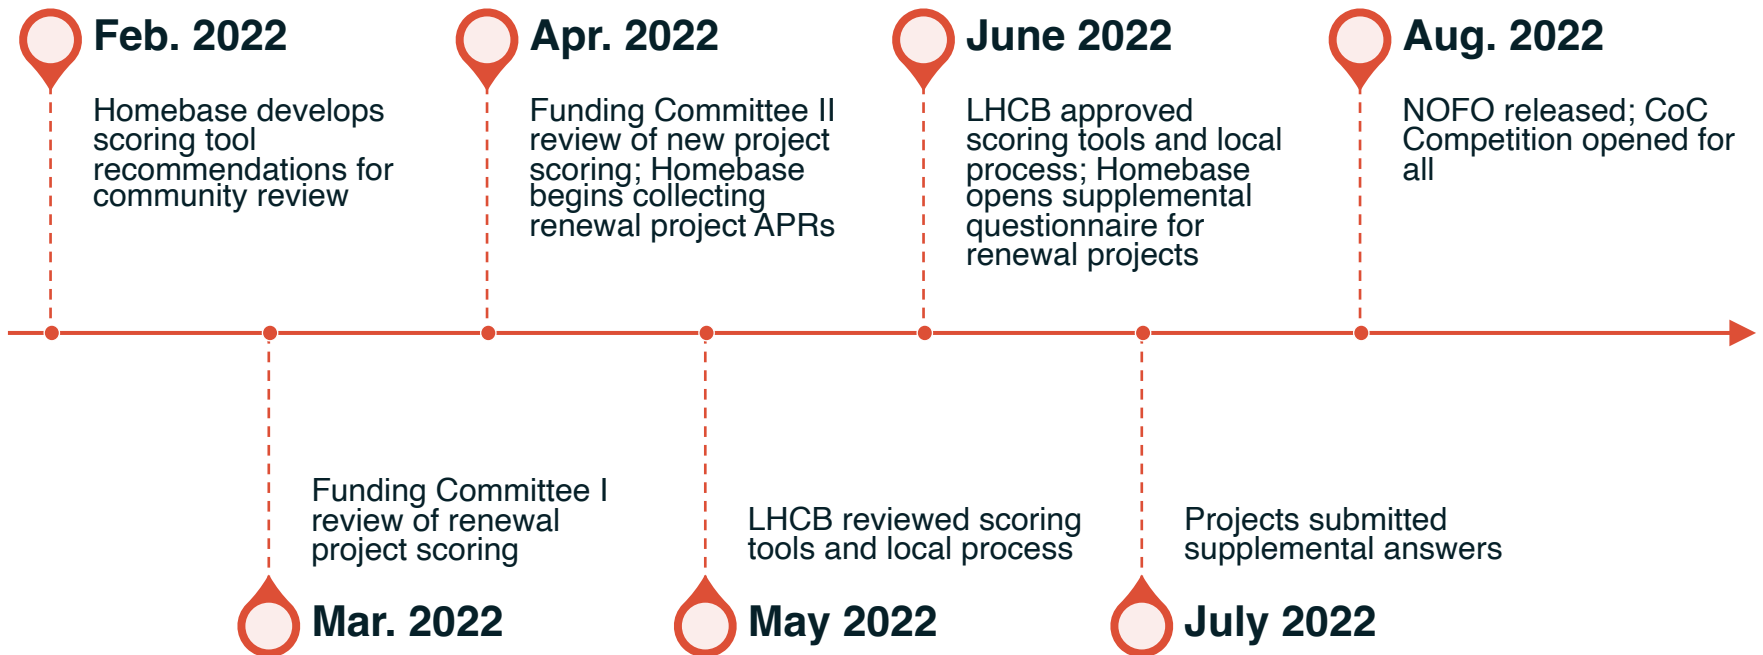 Feb. 2022
Homebase develops
scoring tool
recommendations for
community review
Apr. 2022
Funding Committee II
review of new project
scoring; Homebase
begins collecting
renewal project APRs
June 2022
LHCB approved
scoring tools and local
process; Homebase
opens supplemental
questionnaire for
renewal projects
Aug. 2022
NOFO released; CoC
Competition opened for
all
Funding Committee I
review of renewal
project scoring
Mar. 2022
LHCB reviewed scoring
tools and local process
May 2022
Projects submitted
supplemental answers
July 2022